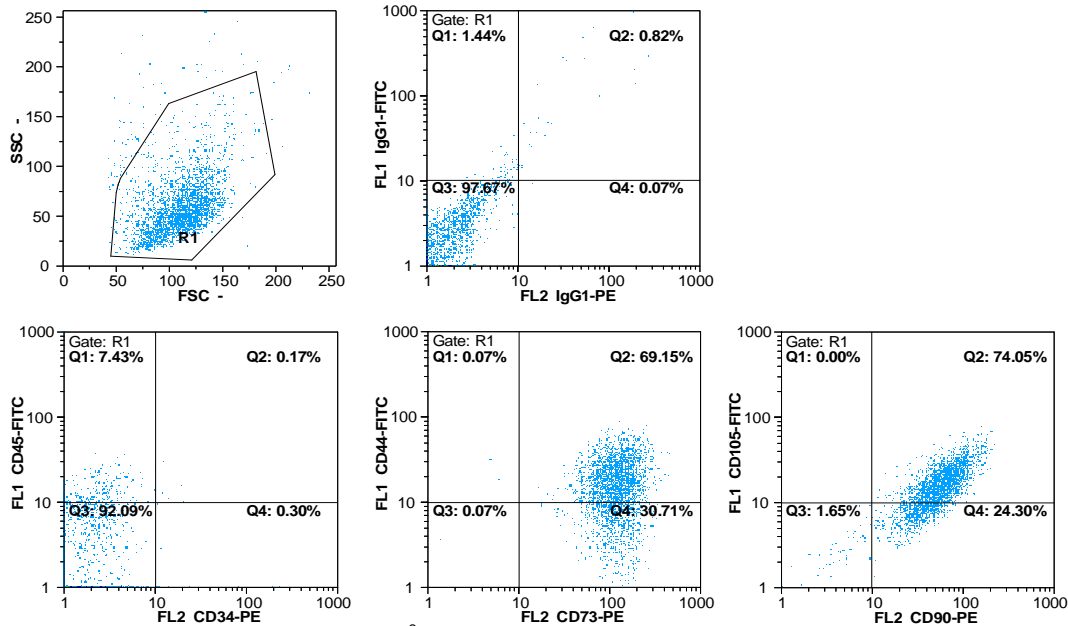 250
200
150
100
50
0
SSC -
R1
0 50 100 150 200 250
FSC -
1000
100
10
1
FL1 IgG1-FITC
Gate: R1
Q1: 1.44% Q2: 0.82%
Q3: 97.67% Q4: 0.07%
1 10 100 1000
FL2 IgG1-PE
1000
100
10
1
FL1 CD45-FITC
Gate: R1
Q1: 7.43% Q2: 0.17%
Q3: 92.09% Q4: 0.30%
1 10 100 1000
FL2 CD34-PE
1000
100
10
1
FL1 CD44-FITC
Gate: R1
Q1: 0.07% Q2: 69.15%
Q3: 0.07% Q4: 30.71%
1 10 100 1000
FL2 CD73-PE
1000
100
10
1
FL1 CD105-FITC
Gate: R1
Q1: 0.00% Q2: 74.05%
Q3: 1.65% Q4: 24.30%
1 10 100 1000
FL2 CD90-PE